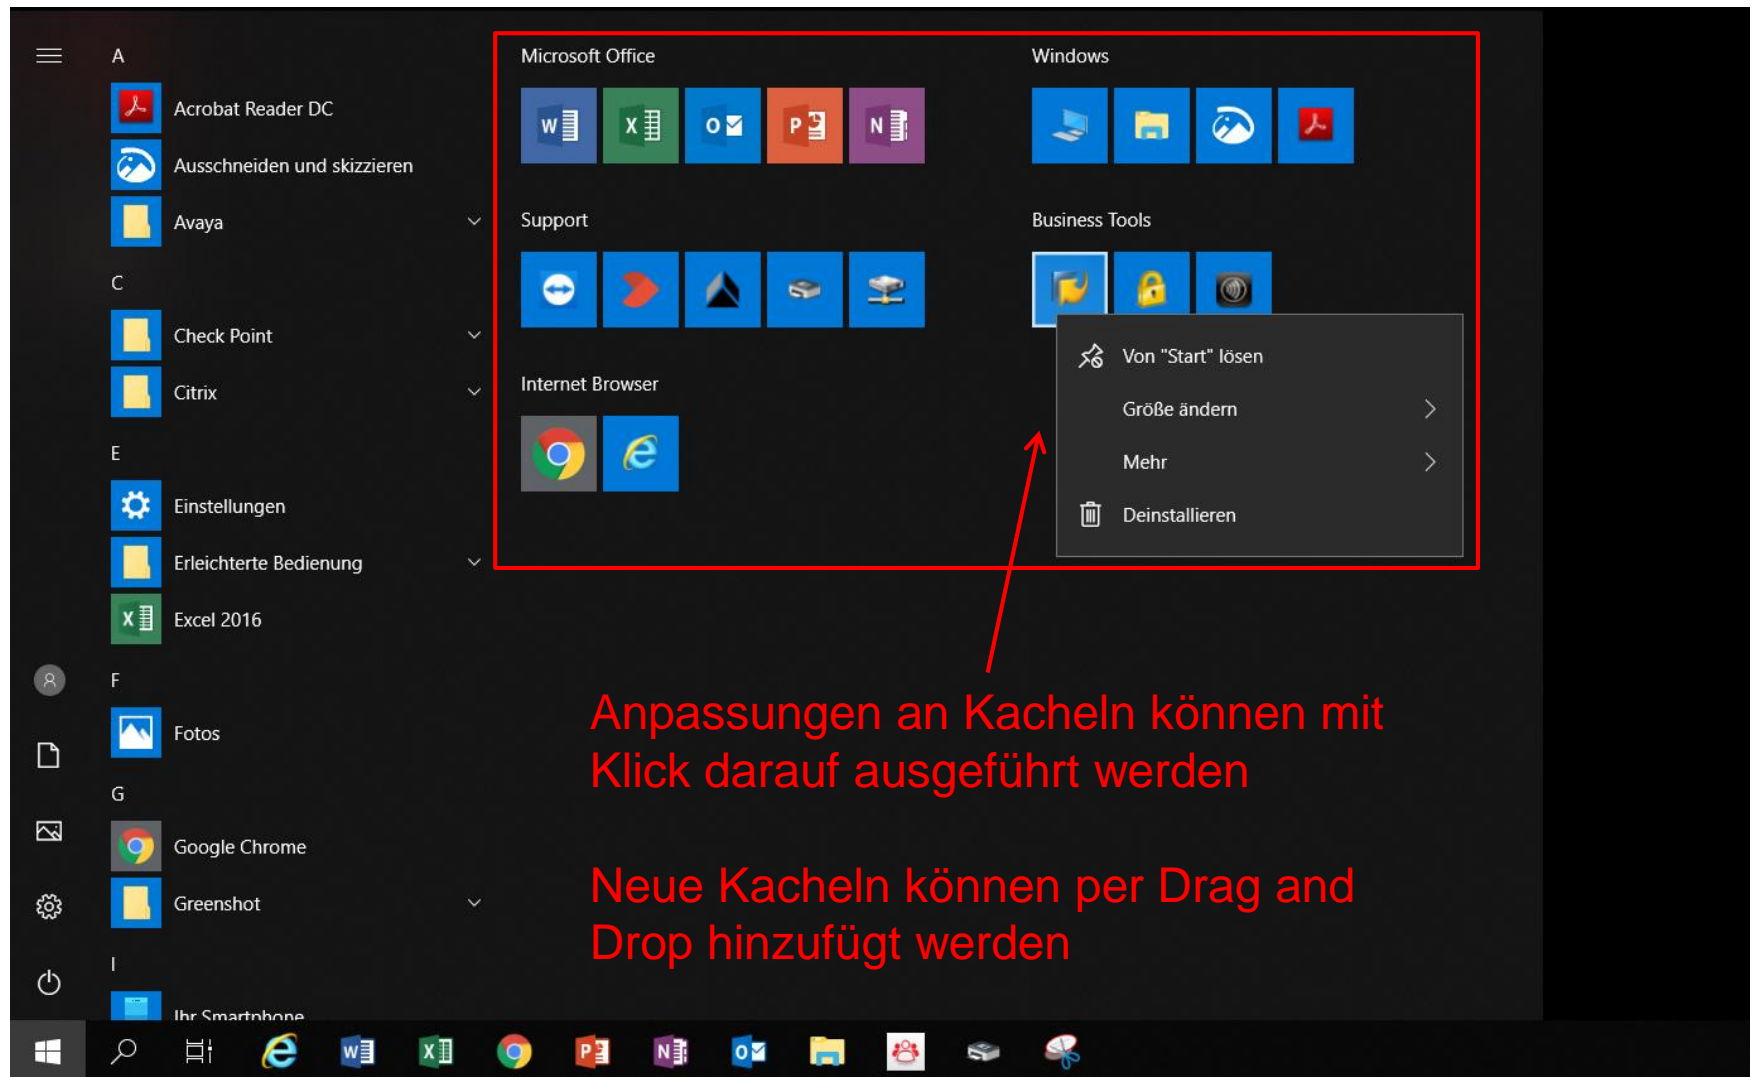 A
Acrobat Reader DC
Ausschneiden und skizzieren
Avaya
C
Check Point
Citrix
E
Einstellungen
Erleichterte Bedienung
Excel 2016
F
Fotos
G
Google Chrome
Greenshot
I
Ihr Smartphone
Microsoft Office
Windows
Support
Business Tools
Internet Browser
Von "Start" lösen
Größe ändern
Mehr
Deinstallieren
Anpassungen an Kacheln können mit
Klick darauf ausgeführt werden
Neue Kacheln können per Drag and
Drop hinzufügt werden